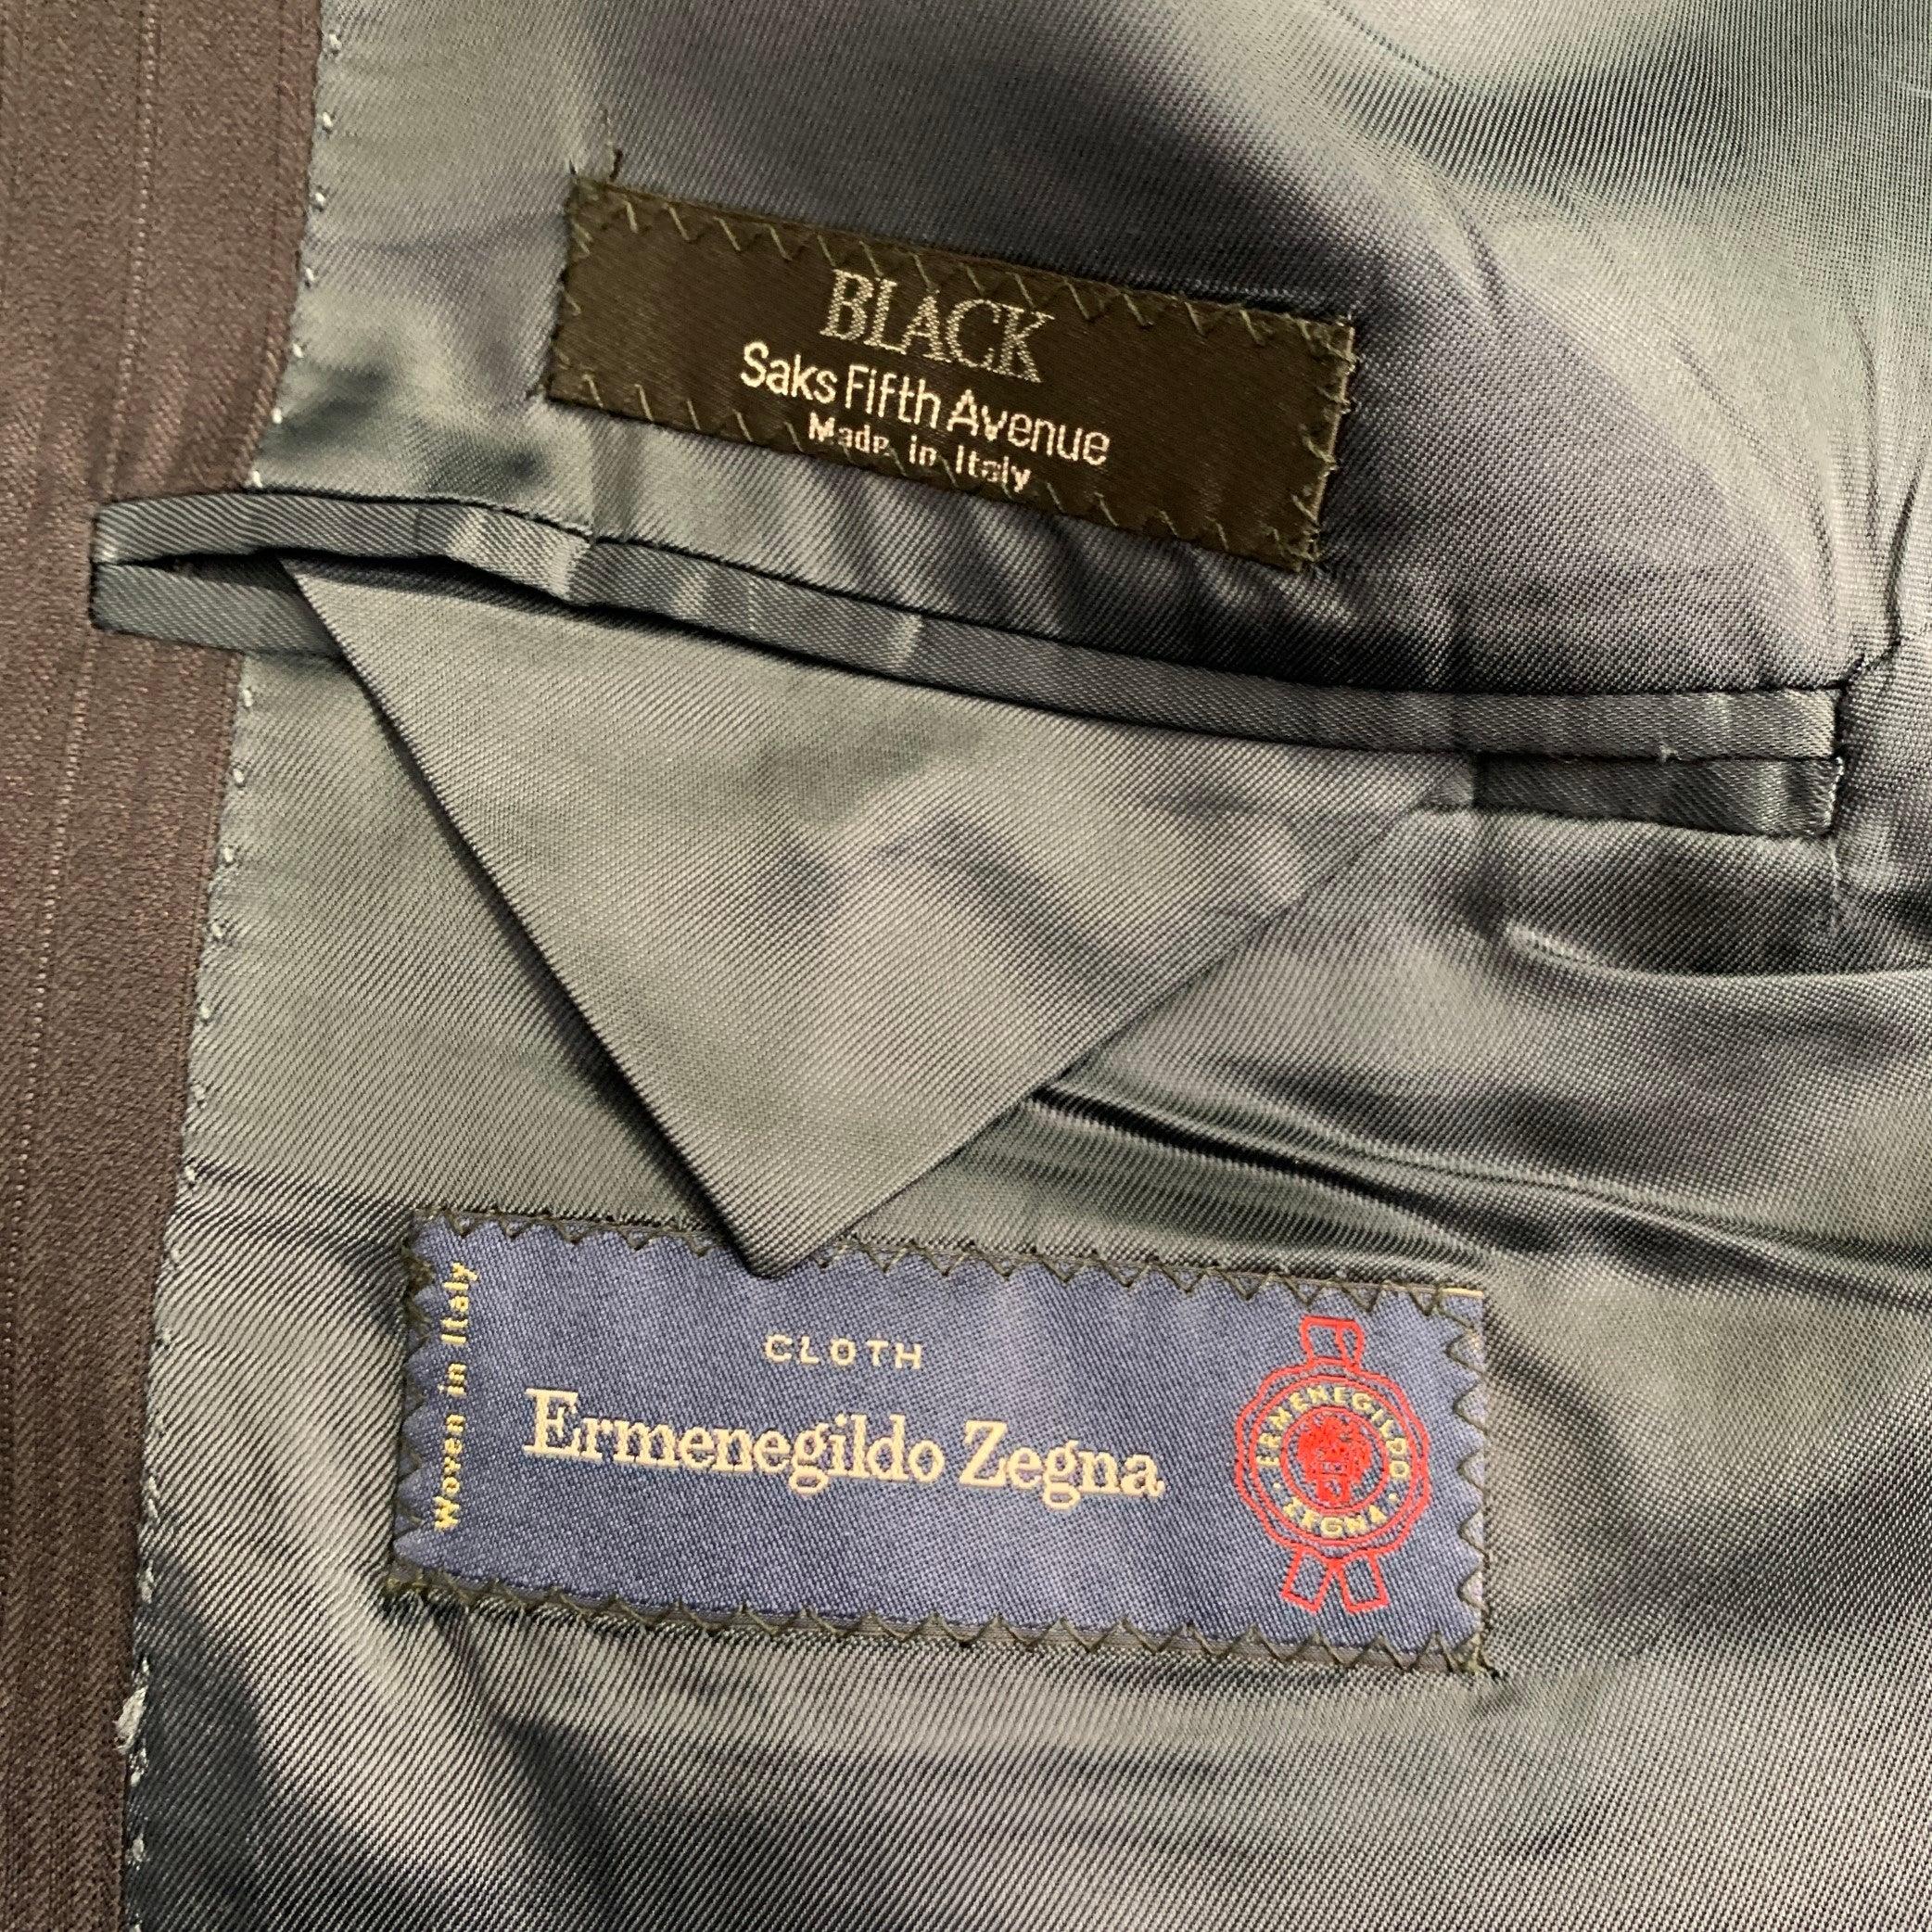 BLACK
Saks Fifth Avenue
Made in Italy
Woven in Italy
CLOTH
Ermenegildo Zegna
ERMENEGILDO
· ZEGNA ·